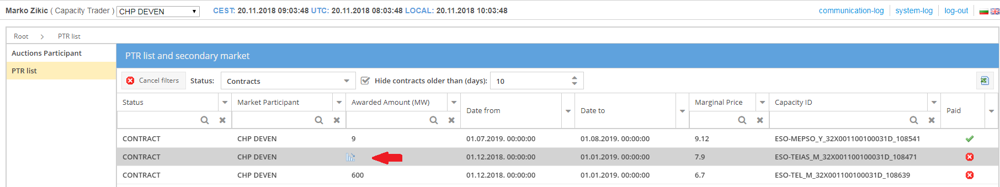 Marko Zikic ( Capacity Trader ) CHP DEVEN CEST: 20.11.2018 09:03:48 UTC: 20.11.2018 08:03:48 LOCAL: 20.11.2018 10:03:48 communication-log system-log log-out
Root > PTR list
Auctions Participant
PTR list
PTR list and secondary market
Cancel filters Status: Contracts Hide contracts older than (days): 10
Status Market Participant Awarded Amount (MW) Date from Date to Marginal Price Capacity ID Paid
CONTRACT CHP DEVEN 9 01.07.2019. 00:00:00 01.08.2019. 00:00:00 9.12 ESO-MEPSO_Y_32X001100100031D_108541
CONTRACT CHP DEVEN 01.12.2018. 00:00:00 01.01.2019. 00:00:00 7.9 ESO-TEIAS_M_32X001100100031D_108471
CONTRACT CHP DEVEN 600 01.12.2018. 00:00:00 01.01.2019. 00:00:00 6.7 ESO-TEL_M_32X001100100031D_108639